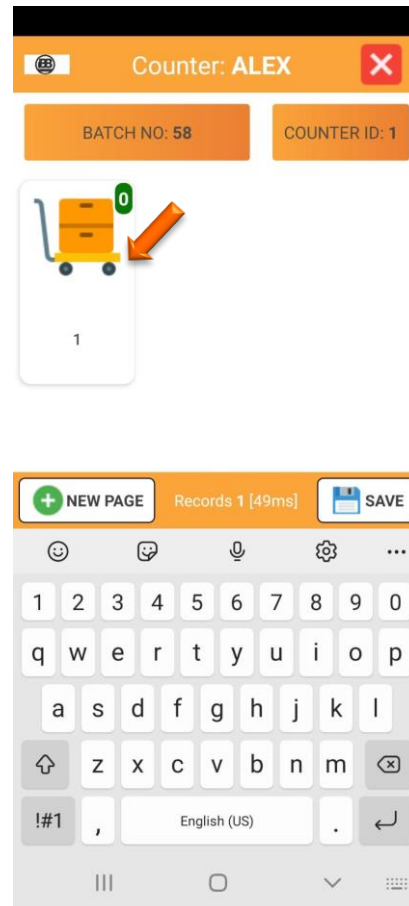 Counter: ALEX
BATCH NO: 58
COUNTER ID: 1
0
1
NEW PAGE
Records 1 [49ms]
SAVE
1 2 3 4 5 6 7 8 9 0
q w e r t y u i o p
a s d f g h j k l
z x c v b n m
!#1 , English (US) .